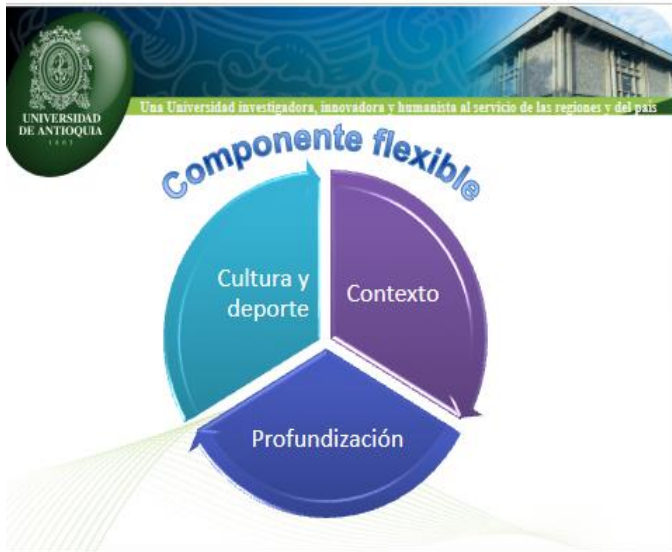 UNIVERSIDAD
DE ANTIOQUIA
1803
Una Universidad investigadora, innovadora y humanista al servicio de las regiones y del país
Componente flexible
Cultura y
deporte
Contexto
Profundización